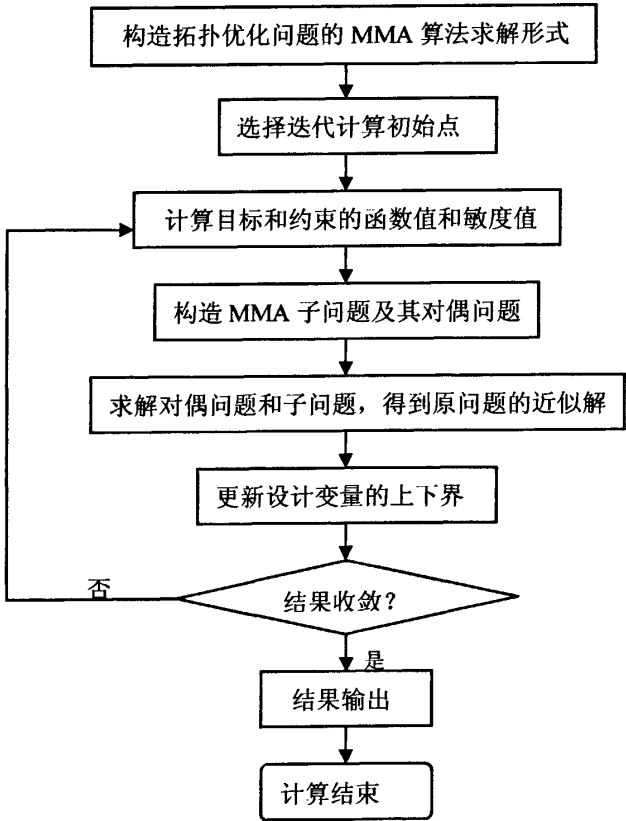 构造拓扑优化问题的 MMA 算法求解形式
选择迭代计算初始点
计算目标和约束的函数值和敏度值
构造 MMA 子问题及其对偶问题
求解对偶问题和子问题，得到原问题的近似解
更新设计变量的上下界
否
结果收敛？
是
结果输出
计算结束